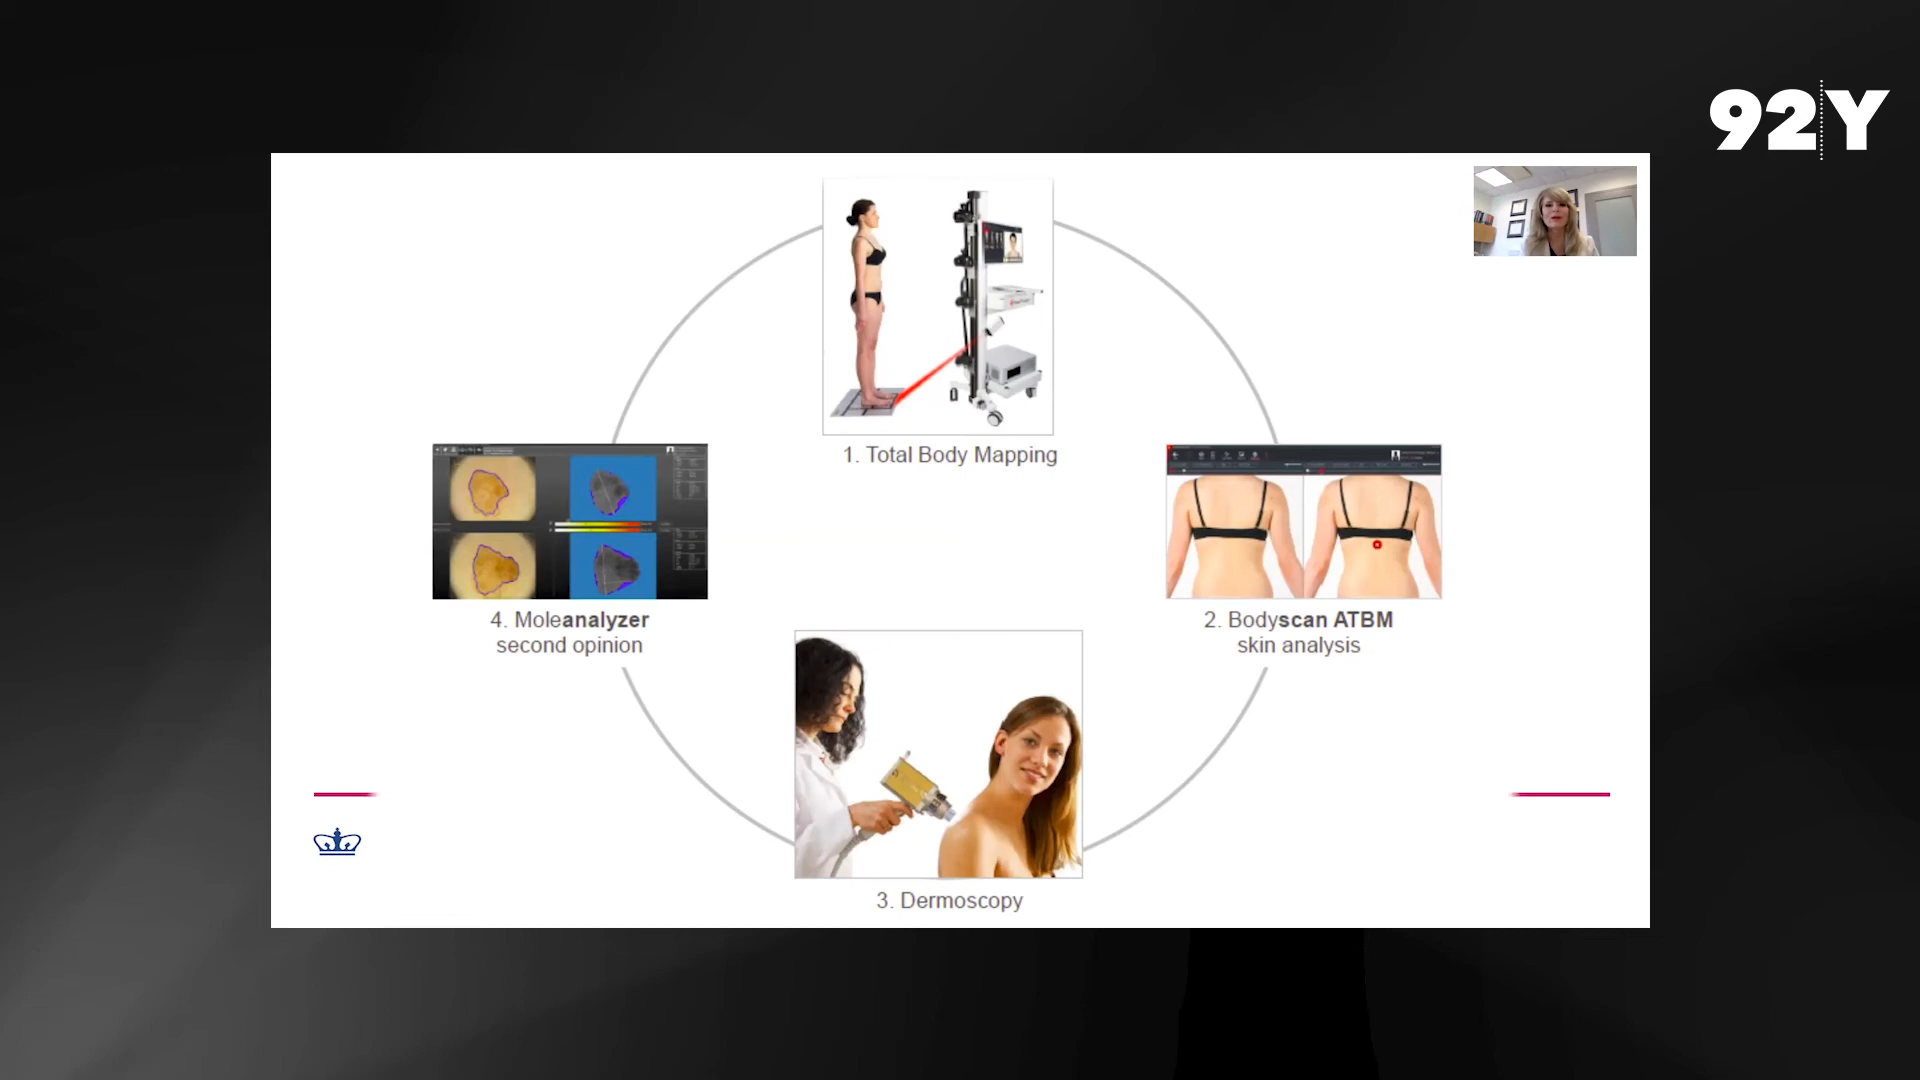 92Y
1. Total Body Mapping
2. Bodyscan ATBM
skin analysis
3. Dermoscopy
4. Moleanalyzer
second opinion